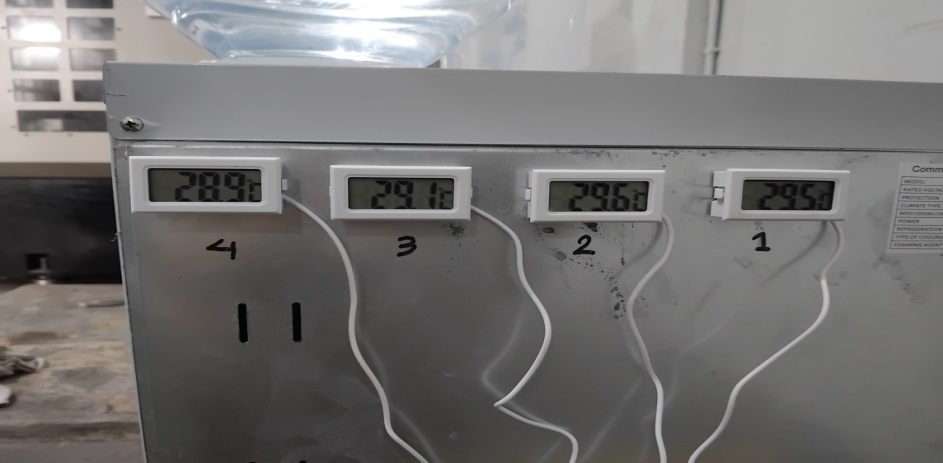 28.9°C
29.1°C
29.6°C
29.5°C
4
3
2
1
Comm
MODEL
RATED VOLTA
PROTECTION
CLIMATE TYPE
POWER
REFRIGERATION
TYPE OF COOLING
FOAMING AGENT